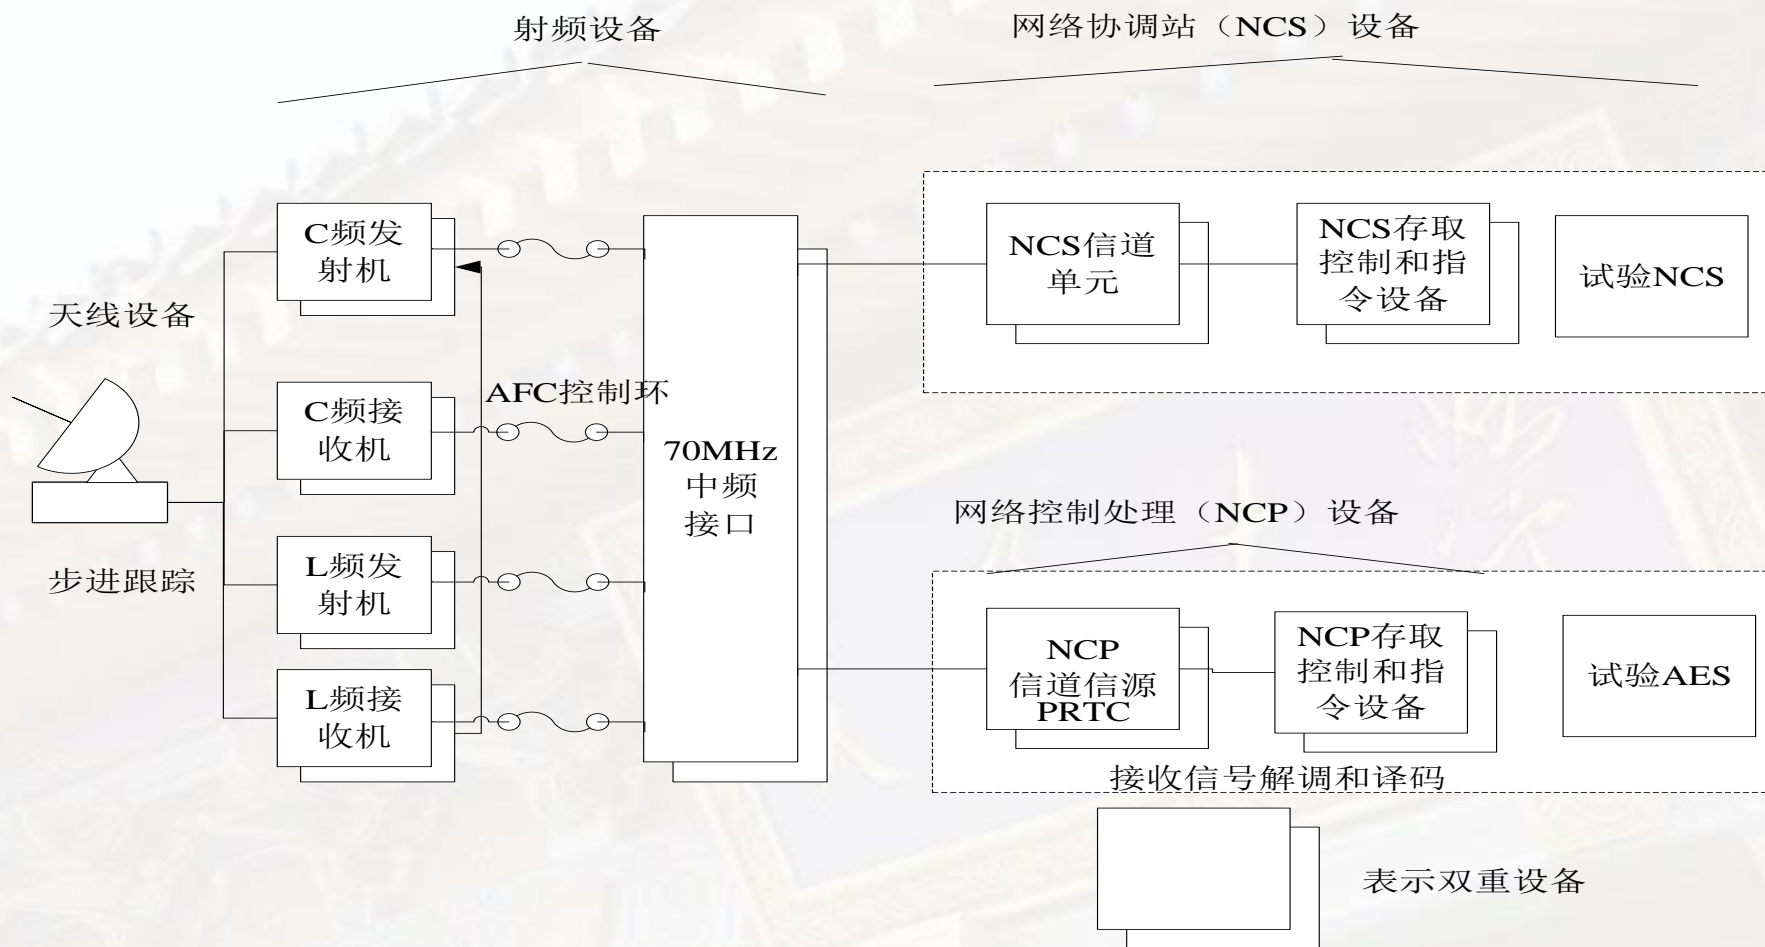 射频设备
网络协调站（NCS）设备
C频发
射机
NCS信道
单元
NCS存取
控制和指
令设备
试验NCS
天线设备
C频接
收机
AFC控制环
70MHz
中频
接口
网络控制处理（NCP）设备
步进跟踪
L频发
射机
L频接
收机
NCP
信道信源
PRTC
NCP存取
控制和指
令设备
试验AES
接收信号解调和译码
表示双重设备